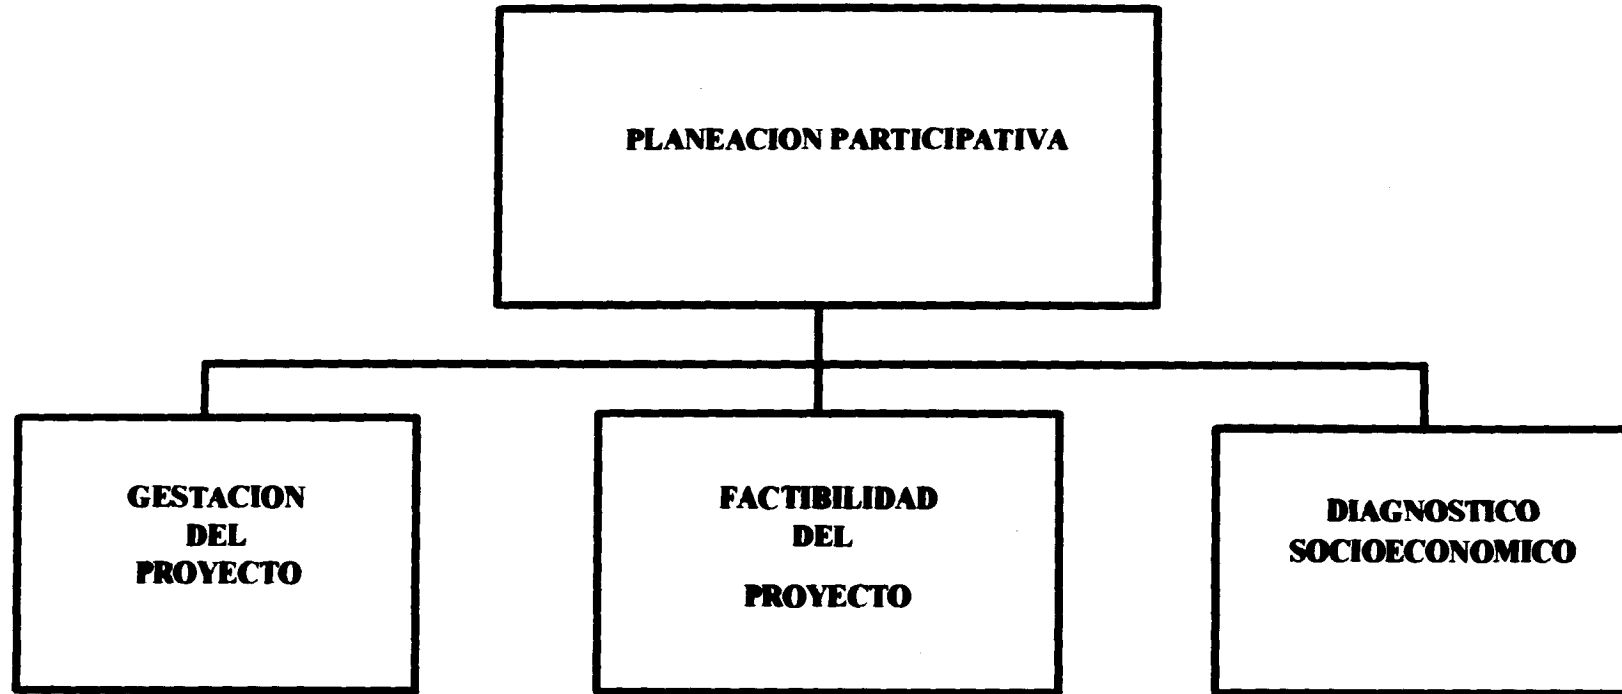 PLANEACION PARTICIPATIVA
GESTACION
DEL
PROYECTO
FACTIBILIDAD
DEL
PROYECTO
DIAGNOSTICO
SOCIOECONOMICO